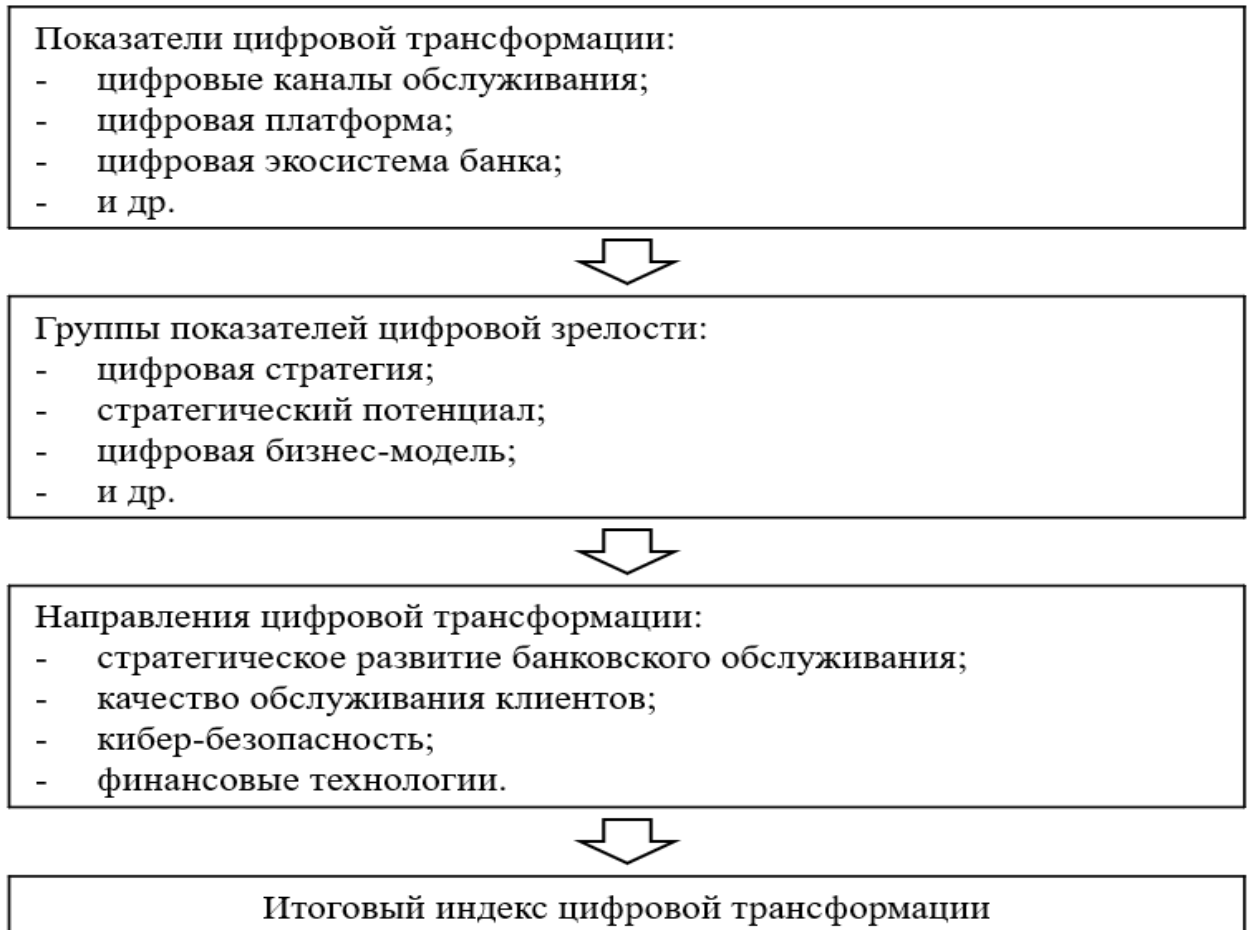 Показатели цифровой трансформации:
- цифровые каналы обслуживания;
- цифровая платформа;
- цифровая экосистема банка;
- и др.
Группы показателей цифровой зрелости:
- цифровая стратегия;
- стратегический потенциал;
- цифровая бизнес-модель;
- и др.
Направления цифровой трансформации:
- стратегическое развитие банковского обслуживания;
- качество обслуживания клиентов;
- кибер-безопасность;
- финансовые технологии.
Итоговый индекс цифровой трансформации